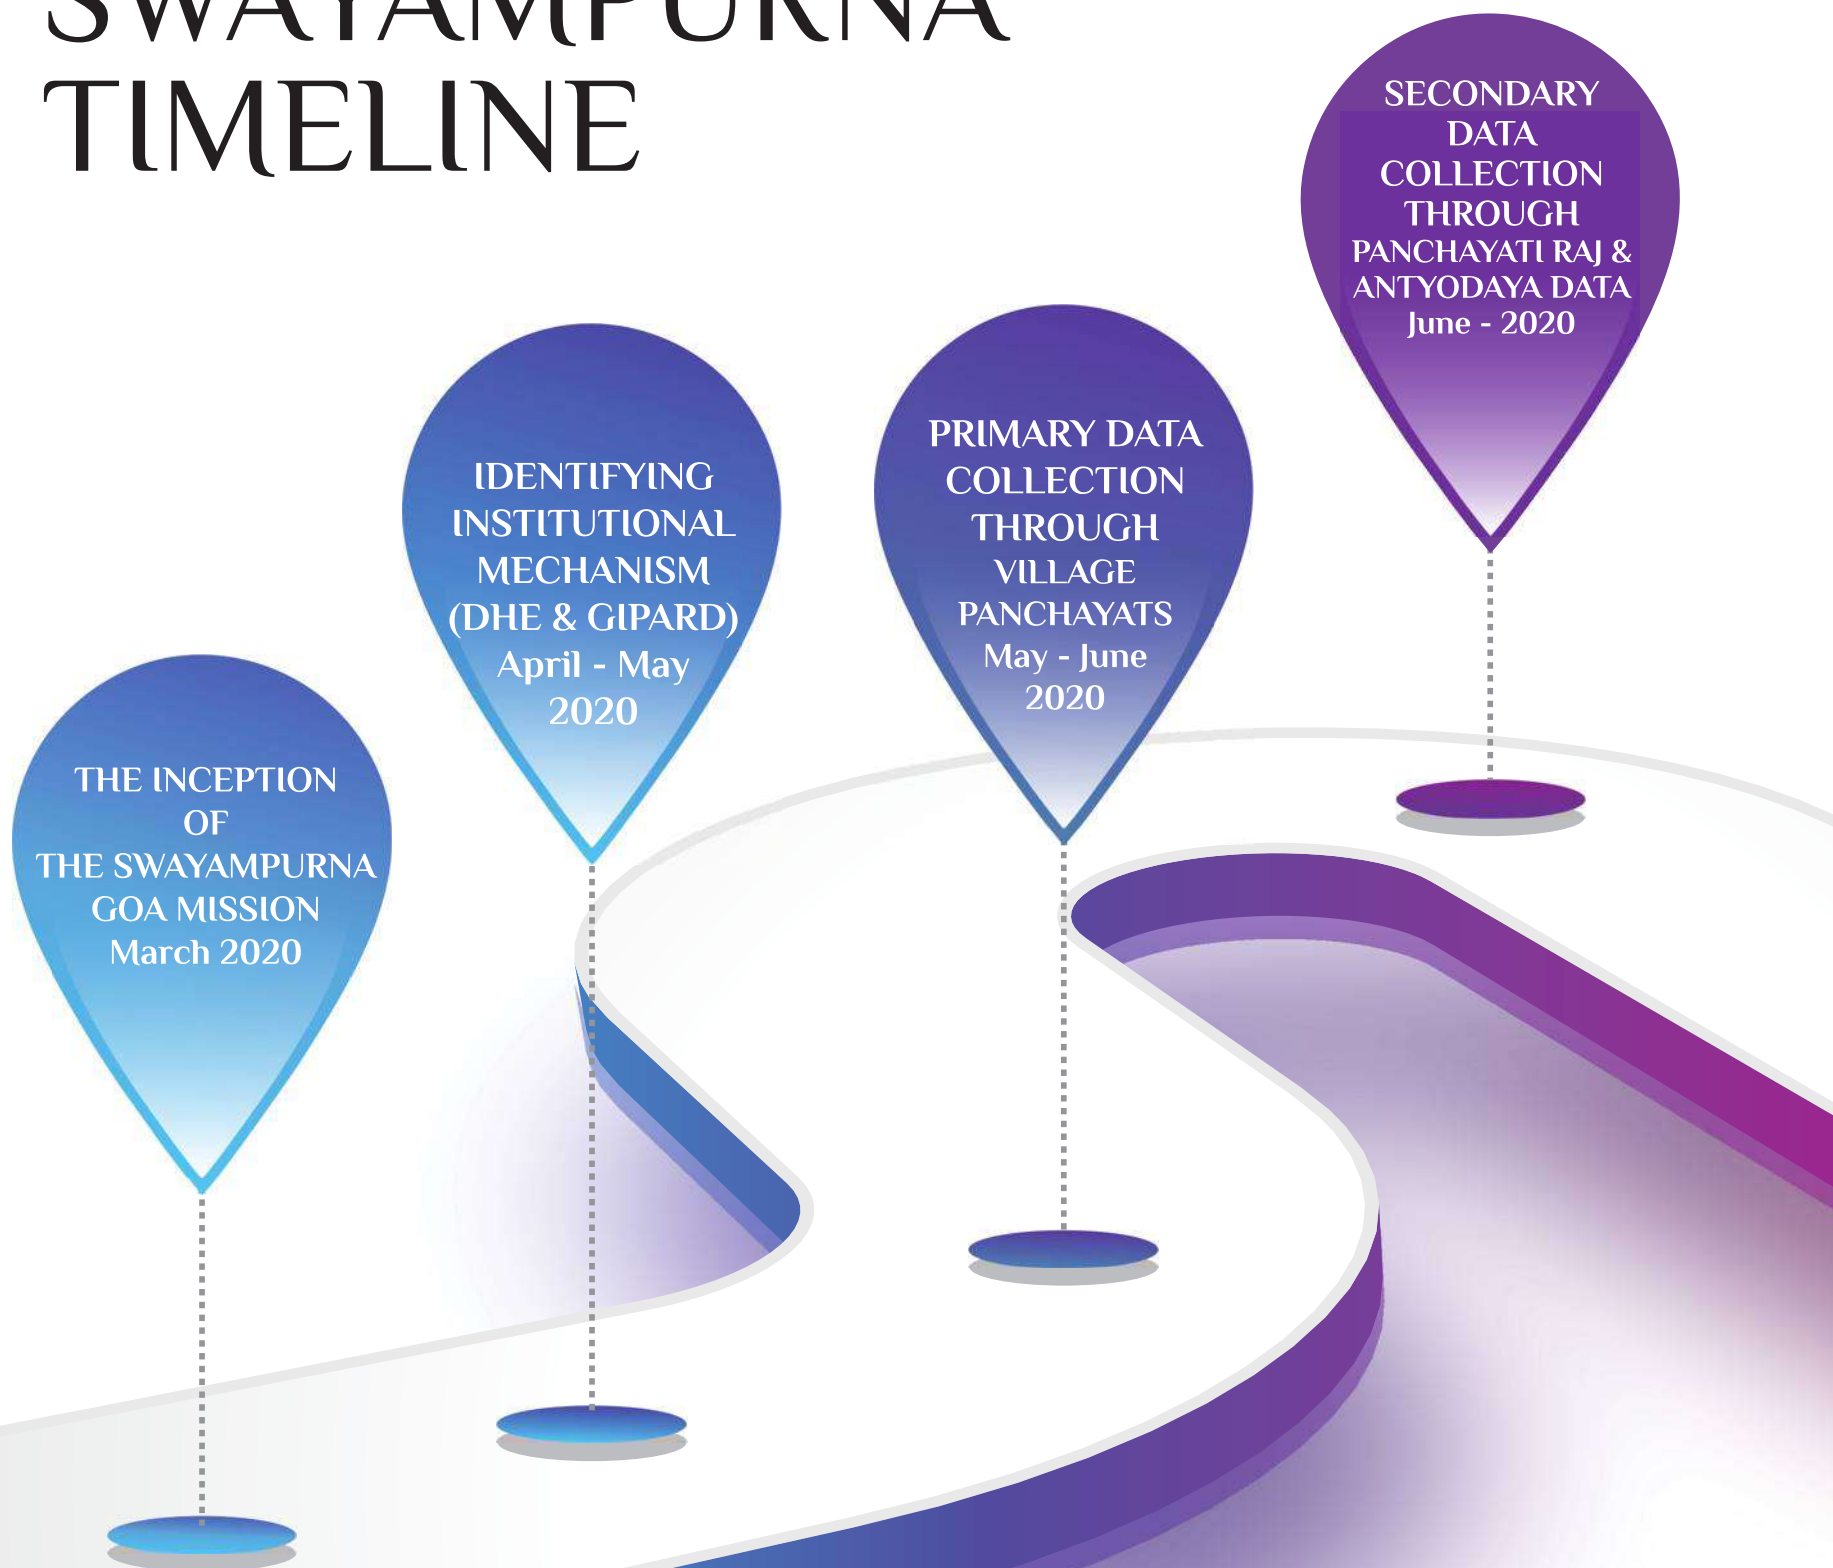 SWAYAMPURNA
TIMELINE
THE INCEPTION
OF
THE SWAYAMPURNA
GOA MISSION
March 2020
IDENTIFYING
INSTITUTIONAL
MECHANISM
(DHE & GIPARD)
April - May
2020
PRIMARY DATA
COLLECTION
THROUGH
VILLAGE
PANCHAYATS
May - June
2020
SECONDARY
DATA
COLLECTION
THROUGH
PANCHAYATI RAJ &
ANTYODAYA DATA
June - 2020